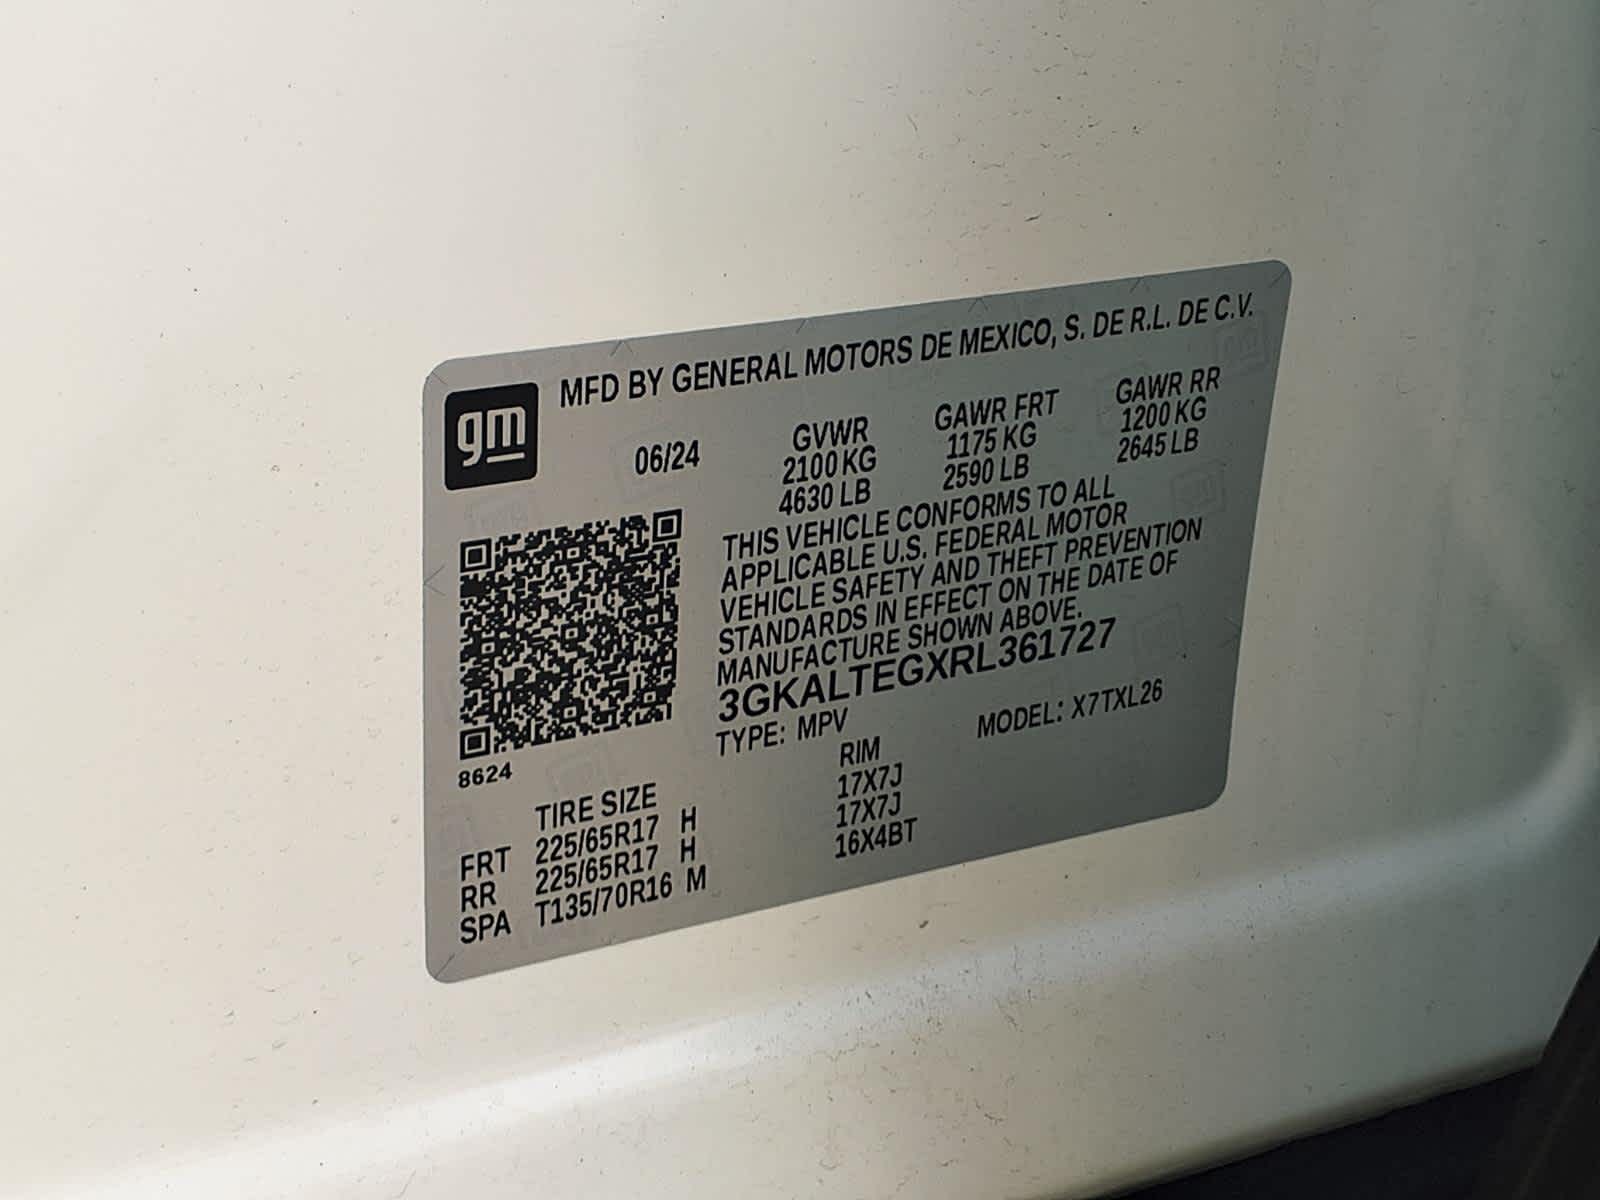 MFD BY GENERAL MOTORS DE MEXICO, S. DE R.L. DE C.V.
gm
06/24
GVWR
2100 KG
4630 LB
GAWR FRT
1175 KG
2590 LB
GAWR RR
1200 KG
2645 LB
THIS VEHICLE CONFORMS TO ALL
APPLICABLE U.S. FEDERAL MOTOR
VEHICLE SAFETY AND THEFT PREVENTION
STANDARDS IN EFFECT ON THE DATE OF
MANUFACTURE SHOWN ABOVE.
3GKALTEGXRL361727
TYPE: MPV MODEL: X7TXL26
8624
TIRE SIZE RIM
FRT 225/65R17 H 17X7J
RR 225/65R17 H 17X7J
SPA T135/70R16 M 16X4BT